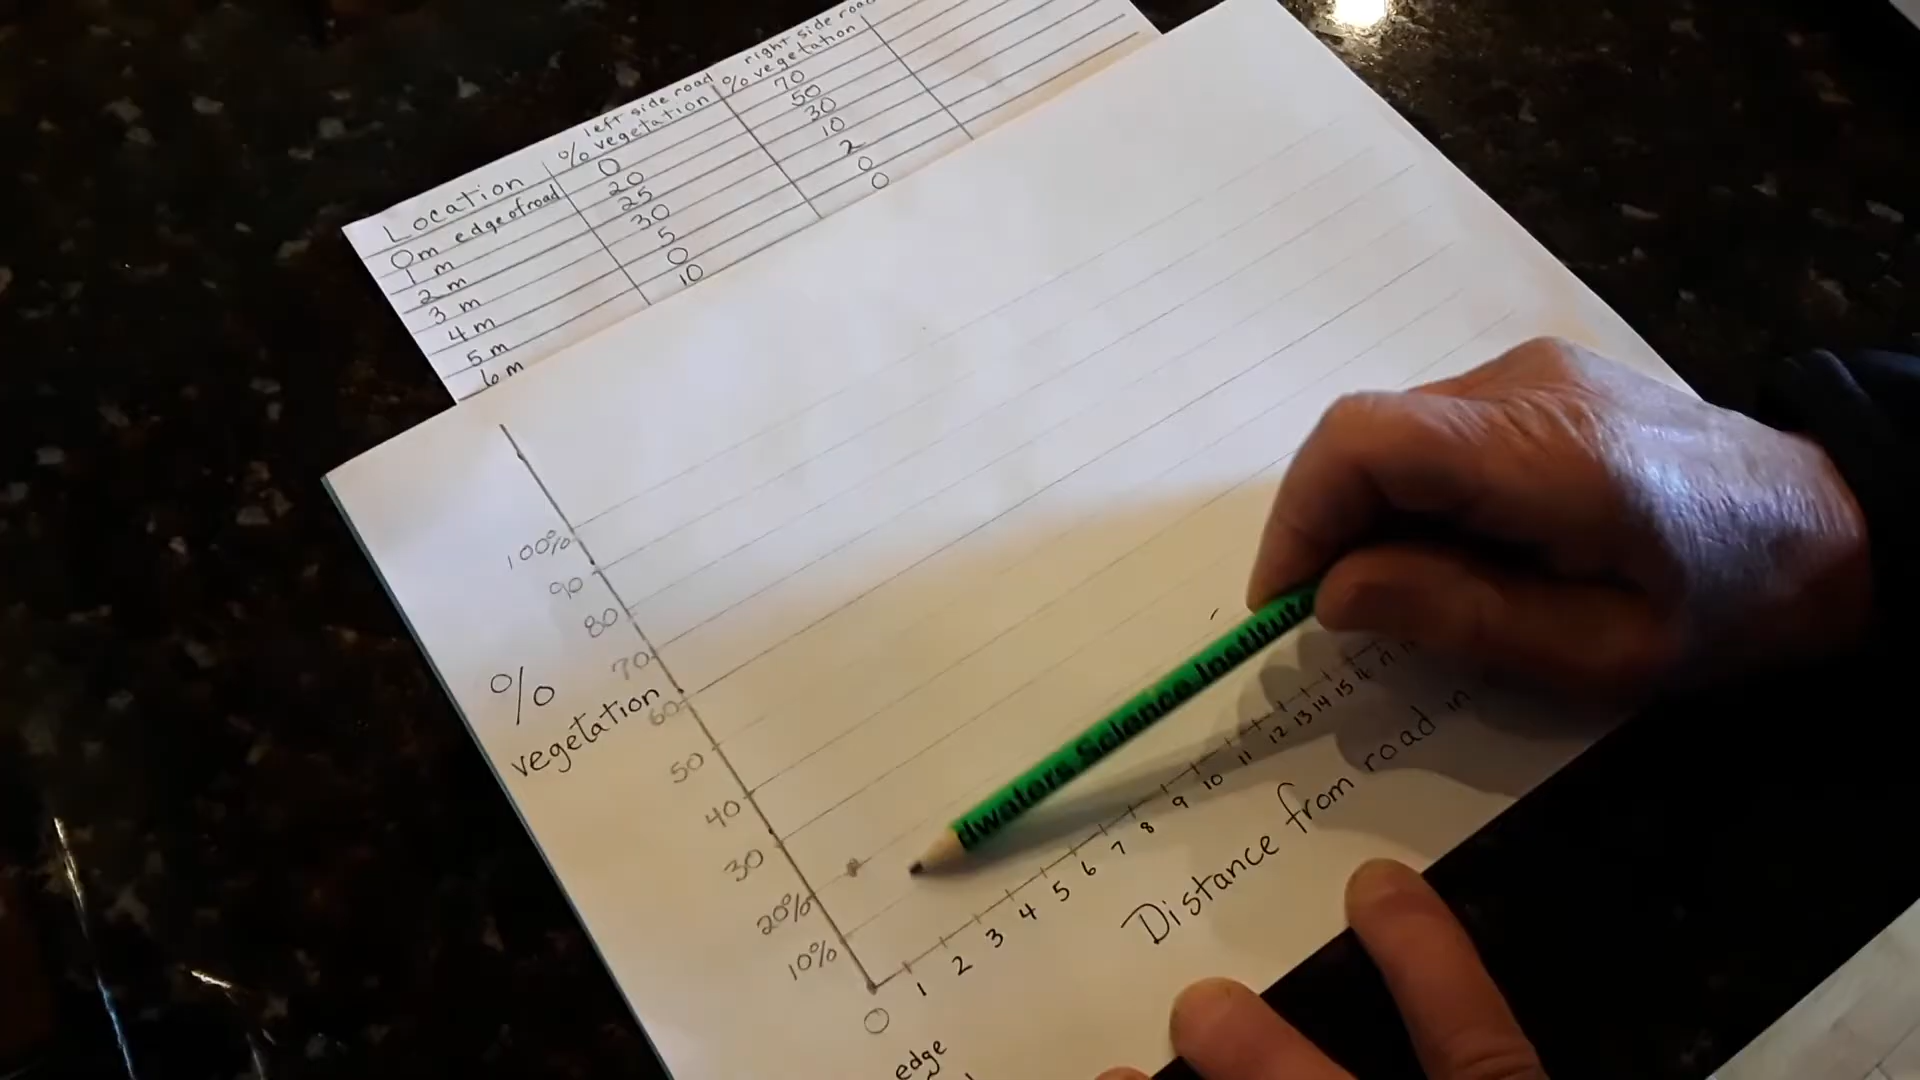 left side road
right side road
Location
% vegetation
% vegetation
0m edge of road
0
70
1 m
20
50
2 m
25
30
3 m
30
10
4 m
5
2
5 m
0
0
6 m
10
0
100%
90
80
70
60
50
40
30
20%
10%
0
%
vegetation
1 2 3 4 5 6 7 8 9 10 11 12 13 14 15 16 17
Distance from road in
edge
dwaters Science Institute